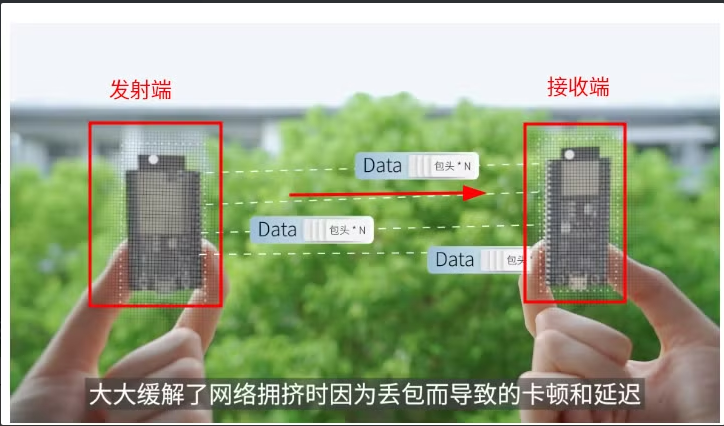 发射端
接收端
Data 包头 * N
Data 包头 * N
Data 包头
大大缓解了网络拥挤时因为丢包而导致的卡顿和延迟